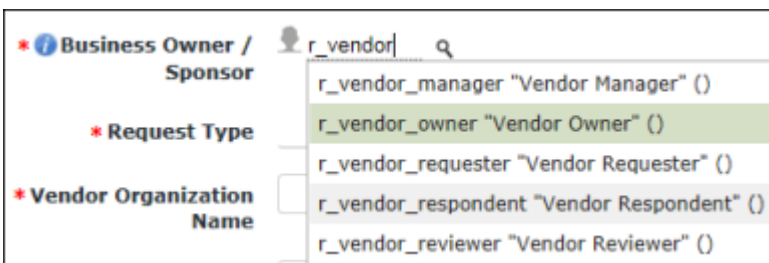 * Business Owner / Sponsor
r_vendor
r_vendor_manager "Vendor Manager" ()
* Request Type
r_vendor_owner "Vendor Owner" ()
r_vendor_requester "Vendor Requester" ()
* Vendor Organization Name
r_vendor_respondent "Vendor Respondent" ()
r_vendor_reviewer "Vendor Reviewer" ()